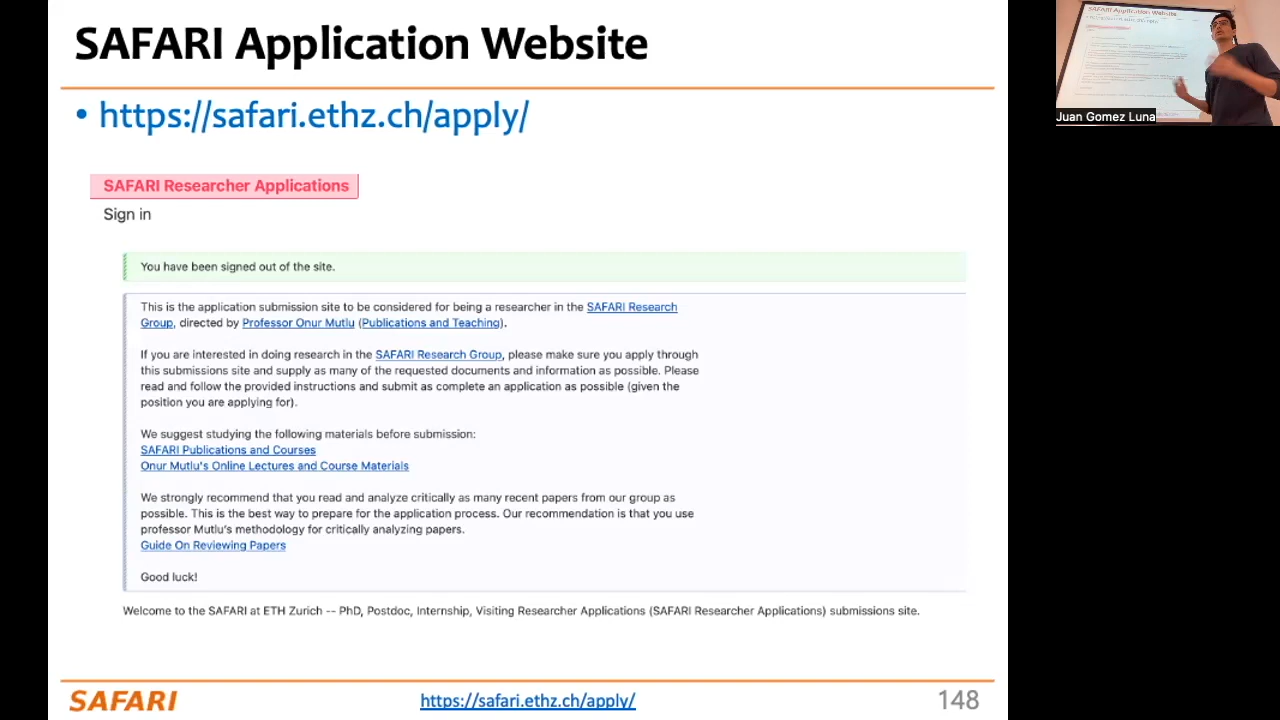 SAFARI Application Website
• https://safari.ethz.ch/apply/
SAFARI Researcher Applications
Sign in
You have been signed out of the site.
This is the application submission site to be considered for being a researcher in the SAFARI Research
Group, directed by Professor Onur Mutlu (Publications and Teaching).
If you are interested in doing research in the SAFARI Research Group, please make sure you apply through
this submissions site and supply as many of the requested documents and information as possible. Please
read and follow the provided instructions and submit as complete an application as possible (given the
position you are applying for).
We suggest studying the following materials before submission:
SAFARI Publications and Courses
Onur Mutlu's Online Lectures and Course Materials
We strongly recommend that you read and analyze critically as many recent papers from our group as
possible. This is the best way to prepare for the application process. Our recommendation is that you use
professor Mutlu's methodology for critically analyzing papers.
Guide On Reviewing Papers
Good luck!
Welcome to the SAFARI at ETH Zurich -- PhD, Postdoc, Internship, Visiting Researcher Applications (SAFARI Researcher Applications) submissions site.
SAFARI
https://safari.ethz.ch/apply/
148
SAFARI Application Website
Juan Gomez Luna